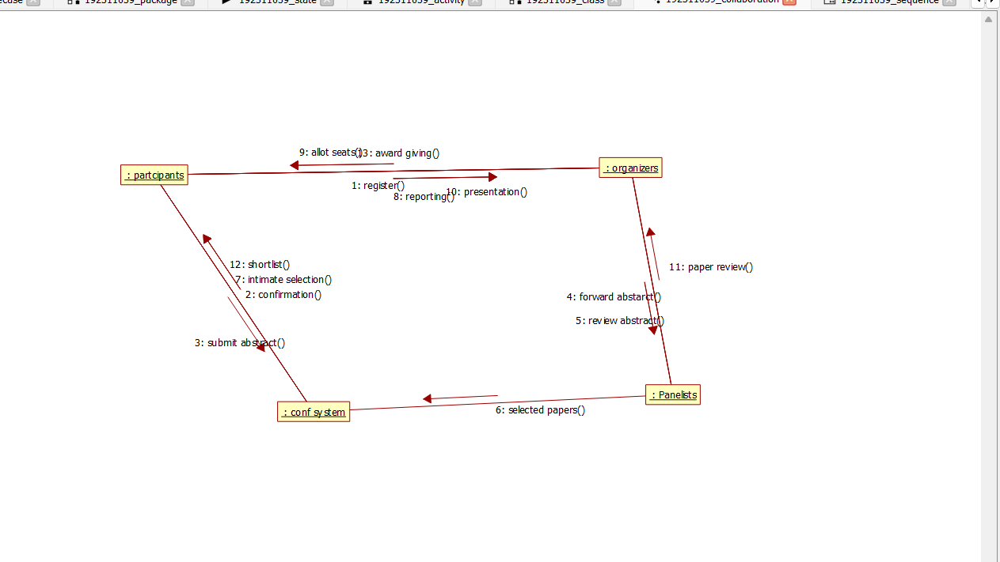 192311039_activity
9: allot seats()
13: award giving()
: partcipants
: organizers
1: register()
10: presentation()
8: reporting()
12: shortlist()
11: paper review()
7: intimate selection()
2: confirmation()
4: forward abstarct()
5: review abstract()
3: submit abstract()
: Panelists
6: selected papers()
: conf system